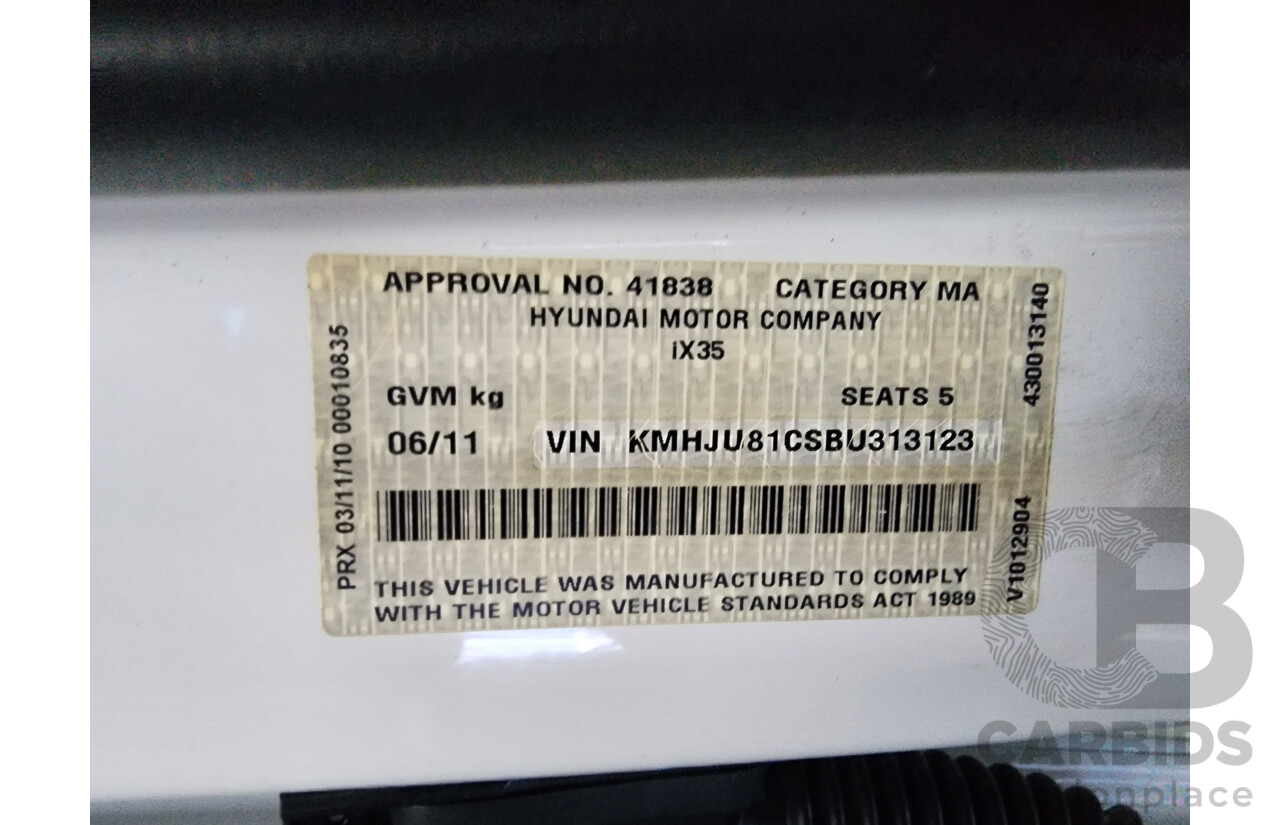 APPROVAL NO. 41838 CATEGORY MA
HYUNDAI MOTOR COMPANY
iX35
GVM kg SEATS 5
06/11 VIN KMHJU81CSBU313123
THIS VEHICLE WAS MANUFACTURED TO COMPLY
WITH THE MOTOR VEHICLE STANDARDS ACT 1989
PRX 03/11/10 00010835
430013140
V1012904
CB
CARBIDS